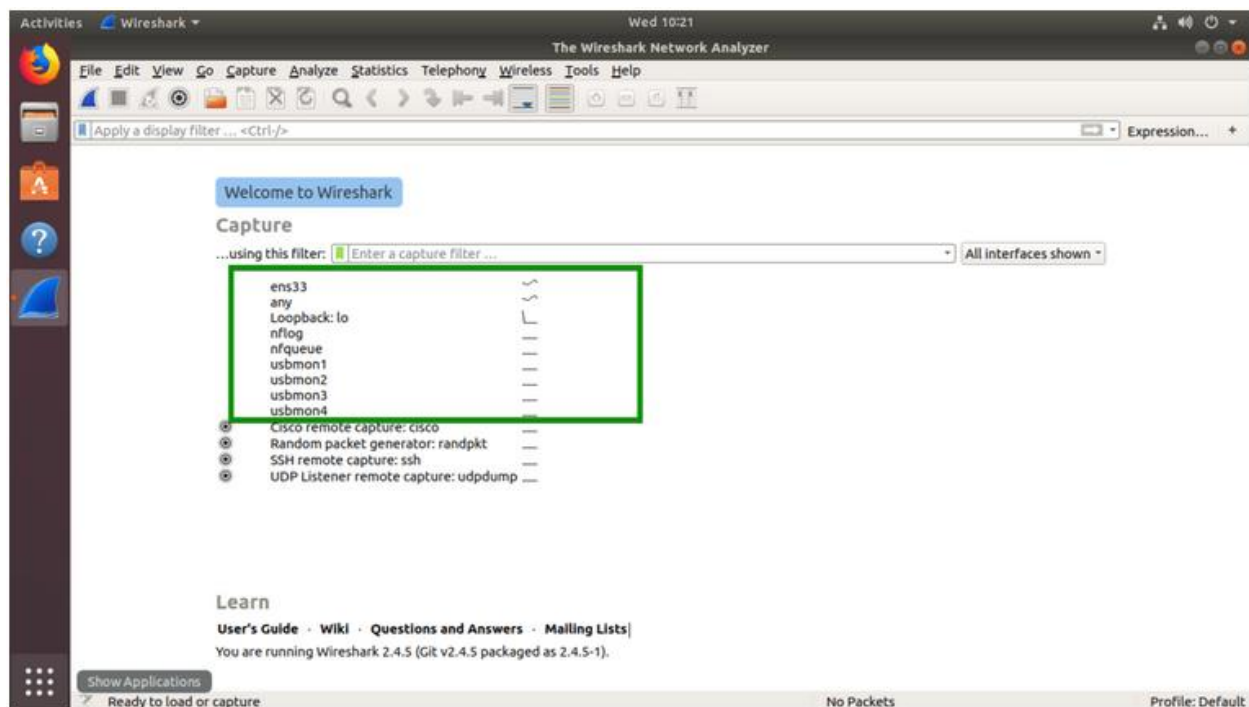 Activities Wireshark Wed 10:21
The Wireshark Network Analyzer
File Edit View Go Capture Analyze Statistics Telephony Wireless Tools Help
Apply a display filter ... <Ctrl-/> Expression... +
Welcome to Wireshark
Capture
...using this filter: Enter a capture filter ... All interfaces shown
ens33
any
Loopback: lo
nflog
nfqueue
usbmon1
usbmon2
usbmon3
usbmon4
Cisco remote capture: cisco
Random packet generator: randpkt
SSH remote capture: ssh
UDP Listener remote capture: udpdump
Learn
User's Guide · Wiki · Questions and Answers · Mailing Lists
You are running Wireshark 2.4.5 (Git v2.4.5 packaged as 2.4.5-1).
Show Applications
Ready to load or capture No Packets Profile: Default